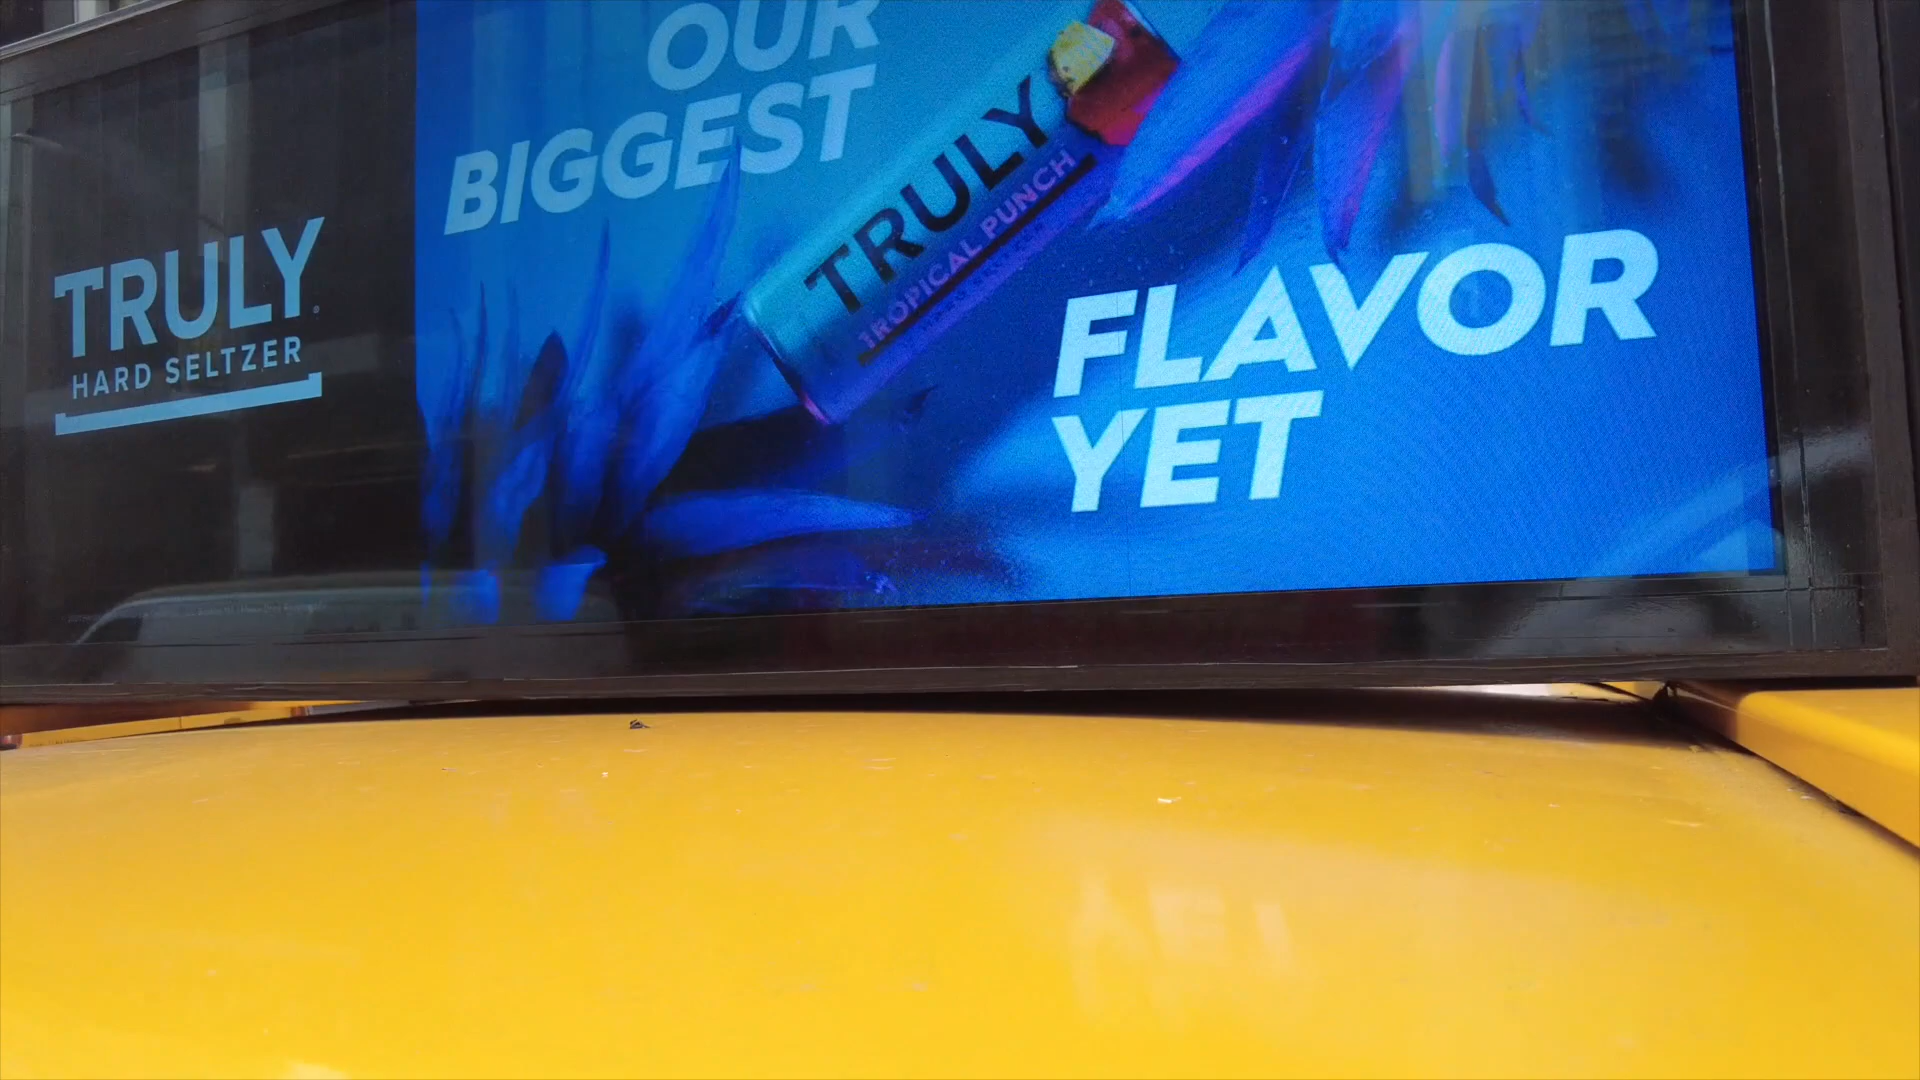 TRULY
HARD SELTZER
OUR
BIGGEST
TRULY
TROPICAL PUNCH
FLAVOR
YET